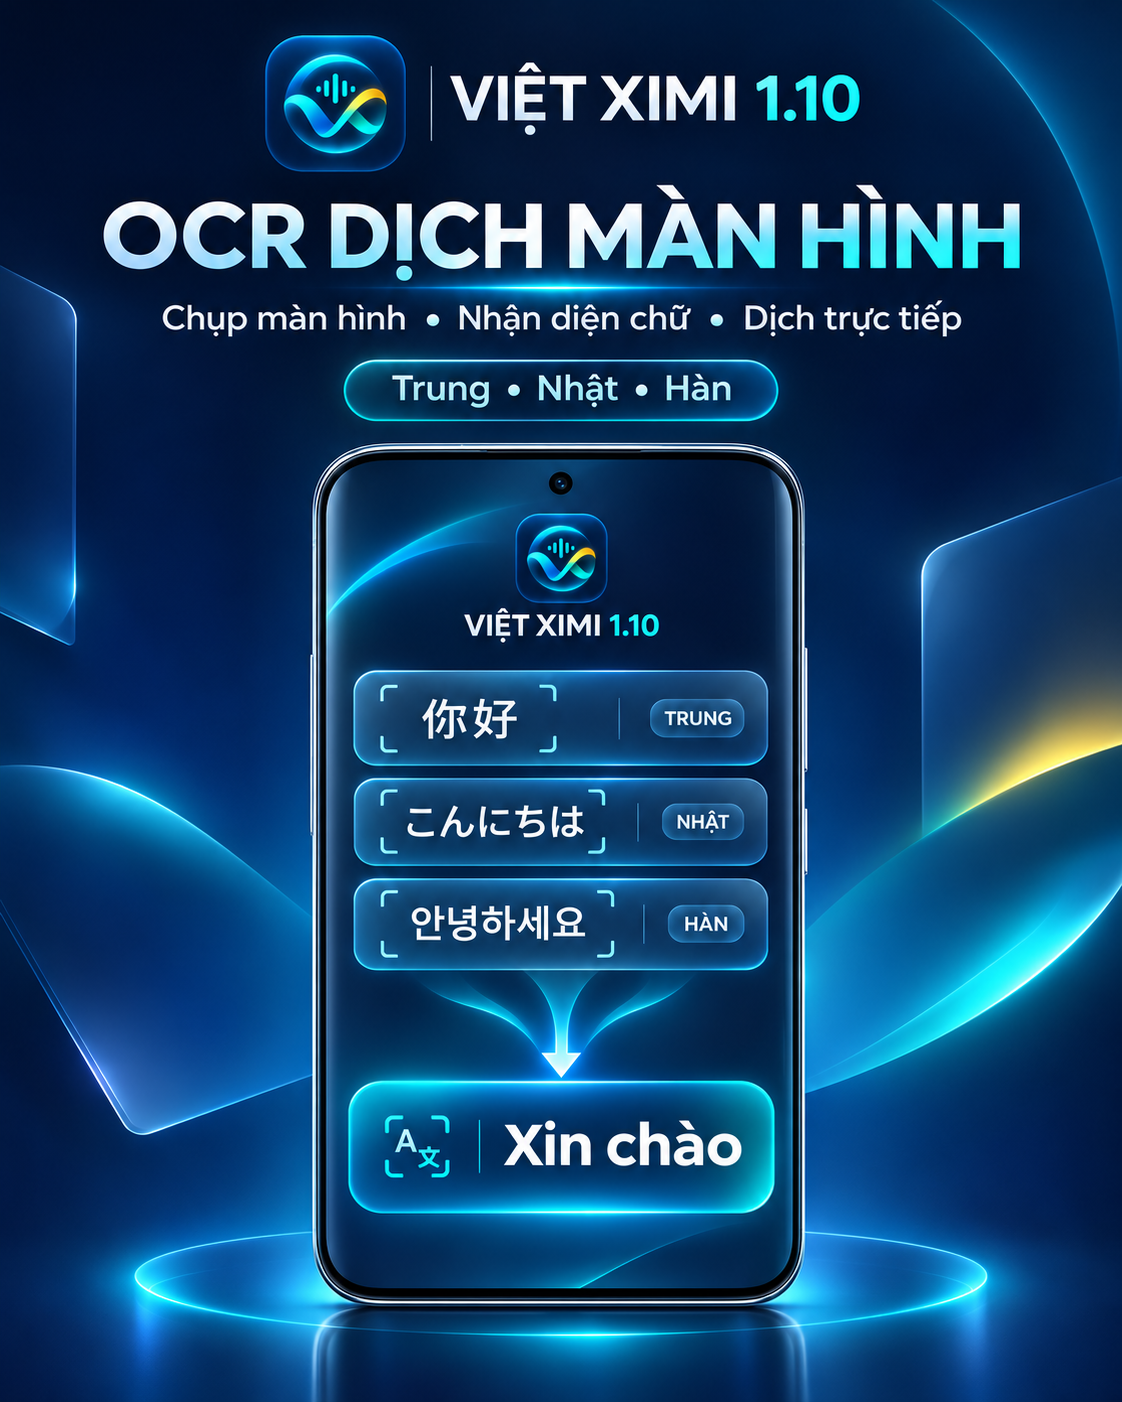 VIỆT XIMI 1.10
OCR DỊCH MÀN HÌNH
Chụp màn hình • Nhận diện chữ • Dịch trực tiếp
Trung • Nhật • Hàn
VIỆT XIMI 1.10
你好 TRUNG
こんにちは NHẬT
안녕하세요 HÀN
A文 Xin chào